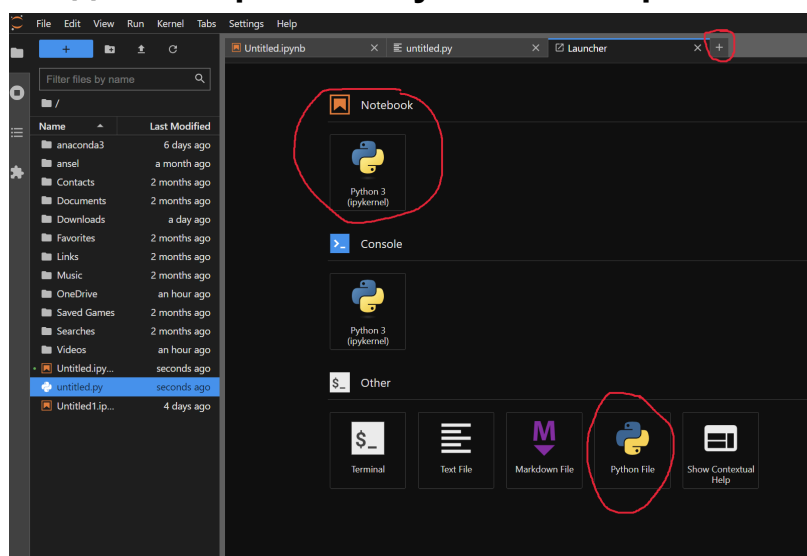 File Edit View Run Kernel Tabs Settings Help
+
Untitled.ipynb × untitled.py × Launcher × +
Filter files by name
/
Name Last Modified
anaconda3 6 days ago
ansel a month ago
Contacts 2 months ago
Documents 2 months ago
Downloads a day ago
Favorites 2 months ago
Links 2 months ago
Music 2 months ago
OneDrive an hour ago
Saved Games 2 months ago
Searches 2 months ago
Videos an hour ago
Untitled.ipy... seconds ago
untitled.py seconds ago
Untitled1.ip... 4 days ago
Notebook
Python 3
(ipykernel)
>_ Console
Python 3
(ipykernel)
$_ Other
$_
M
Terminal
Text File
Markdown File
Python File
Show Contextual
Help